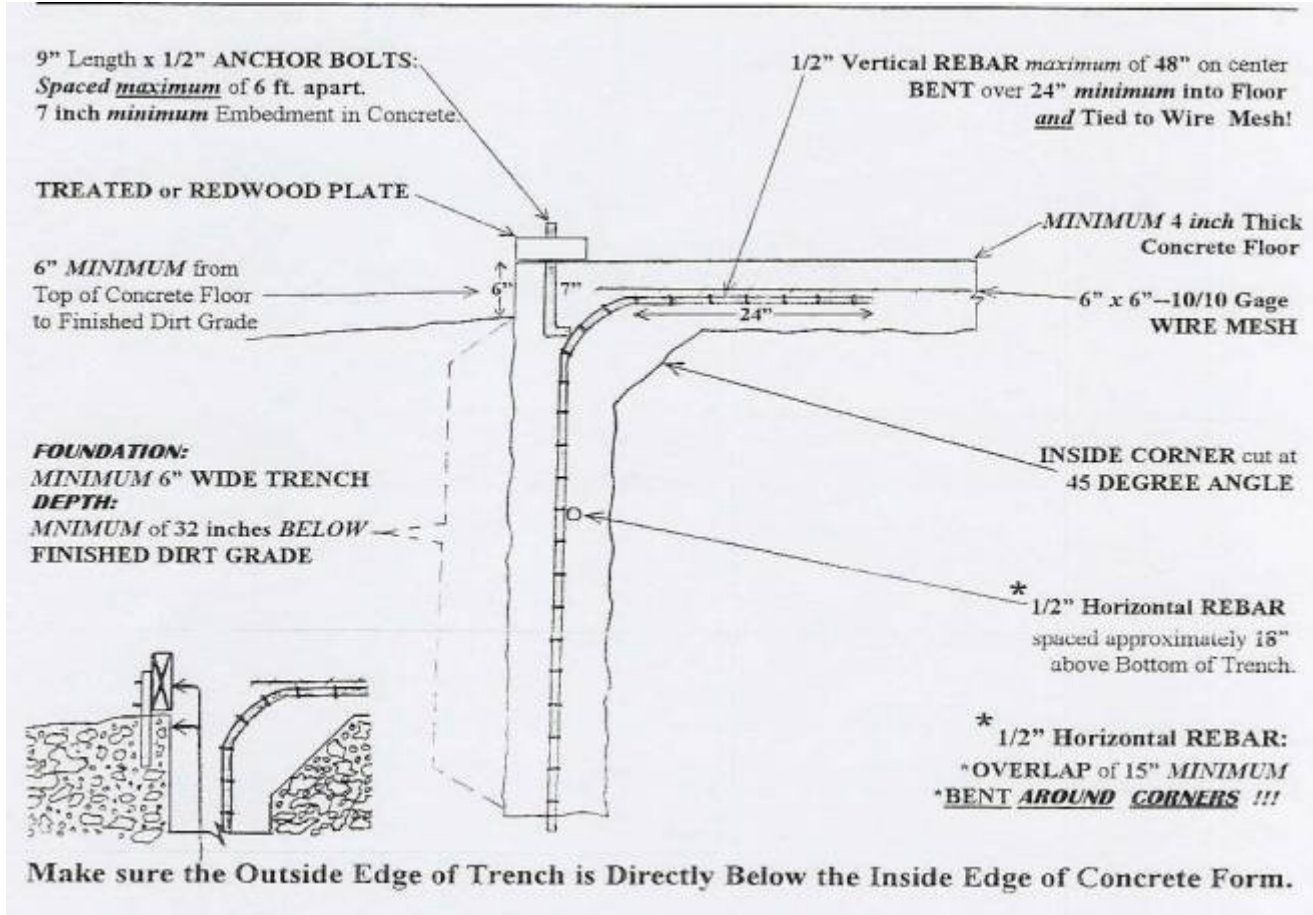 9” Length x 1/2” ANCHOR BOLTS:
Spaced maximum of 6 ft. apart.
7 inch minimum Embedment in Concrete.
TREATED or REDWOOD PLATE
6” MINIMUM from
Top of Concrete Floor
to Finished Dirt Grade
FOUNDATION:
MINIMUM 6” WIDE TRENCH
DEPTH:
MNIMUM of 32 inches BELOW
FINISHED DIRT GRADE
6”
7”
24”
1/2” Vertical REBAR maximum of 48” on center
BENT over 24” minimum into Floor
and Tied to Wire Mesh!
MINIMUM 4 inch Thick
Concrete Floor
6” x 6”--10/10 Gage
WIRE MESH
INSIDE CORNER cut at
45 DEGREE ANGLE
*
1/2” Horizontal REBAR
spaced approximately 18”
above Bottom of Trench.
*
1/2” Horizontal REBAR:
*OVERLAP of 15” MINIMUM
*BENT AROUND CORNERS !!!
Make sure the Outside Edge of Trench is Directly Below the Inside Edge of Concrete Form.